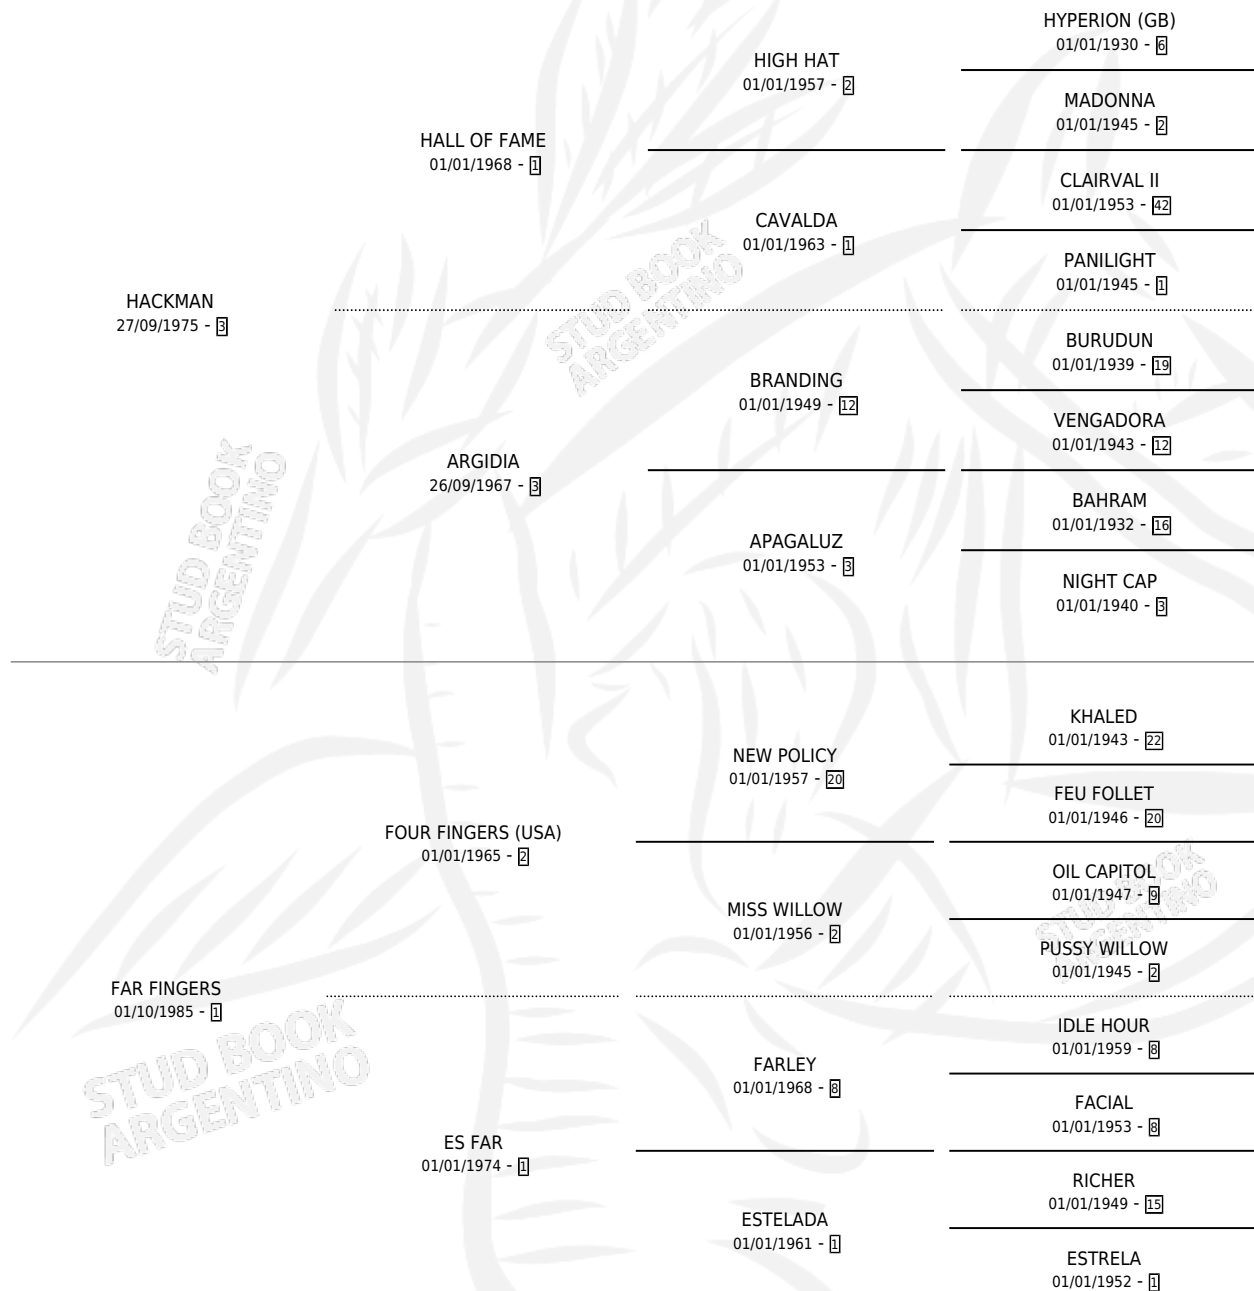 HYPERION (GB)
01/01/1930 - 6
HIGH HAT
01/01/1957 - 2
MADONNA
01/01/1945 - 2
HALL OF FAME
01/01/1968 - 1
CLAIRVAL II
01/01/1953 - 42
CAVALDA
01/01/1963 - 1
PANILIGHT
01/01/1945 - 1
HACKMAN
27/09/1975 - 3
BURUDUN
01/01/1939 - 19
BRANDING
01/01/1949 - 12
VENGADORA
01/01/1943 - 12
ARGIDIA
26/09/1967 - 3
BAHRAM
01/01/1932 - 16
APAGALUZ
01/01/1953 - 3
NIGHT CAP
01/01/1940 - 3
KHALED
01/01/1943 - 22
NEW POLICY
01/01/1957 - 20
FEU FOLLET
01/01/1946 - 20
FOUR FINGERS (USA)
01/01/1965 - 2
OIL CAPITOL
01/01/1947 - 9
MISS WILLOW
01/01/1956 - 2
PUSSY WILLOW
01/01/1945 - 2
FAR FINGERS
01/10/1985 - 1
IDLE HOUR
01/01/1959 - 8
FARLEY
01/01/1968 - 8
FACIAL
01/01/1953 - 8
ES FAR
01/01/1974 - 1
RICHER
01/01/1949 - 15
ESTELADA
01/01/1961 - 1
ESTRELA
01/01/1952 - 1
STUD BOOK
ARGENTINO
STUD BOOK
ARGENTINO
STUD BOOK
ARGENTINO
STUD BOOK
ARGENTINO